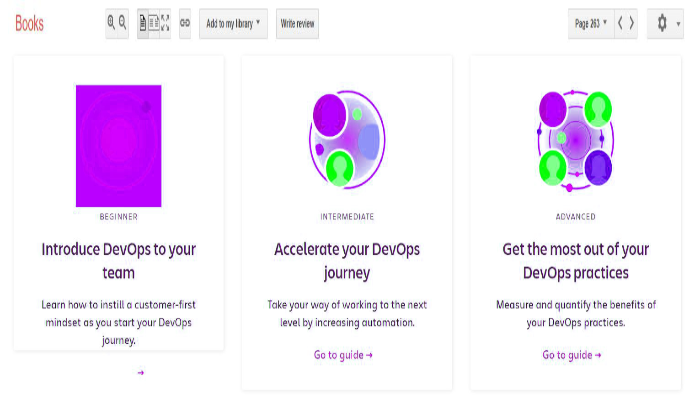 Books
Add to my library
Write review
Page 263
BEGINNER
Introduce DevOps to your
team
Learn how to instill a customer-first
mindset as you start your DevOps
journey.
→
INTERMEDIATE
Accelerate your DevOps
journey
Take your way of working to the next
level by increasing automation.
Go to guide →
ADVANCED
Get the most out of your
DevOps practices
Measure and quantify the benefits of
your DevOps practices.
Go to guide →